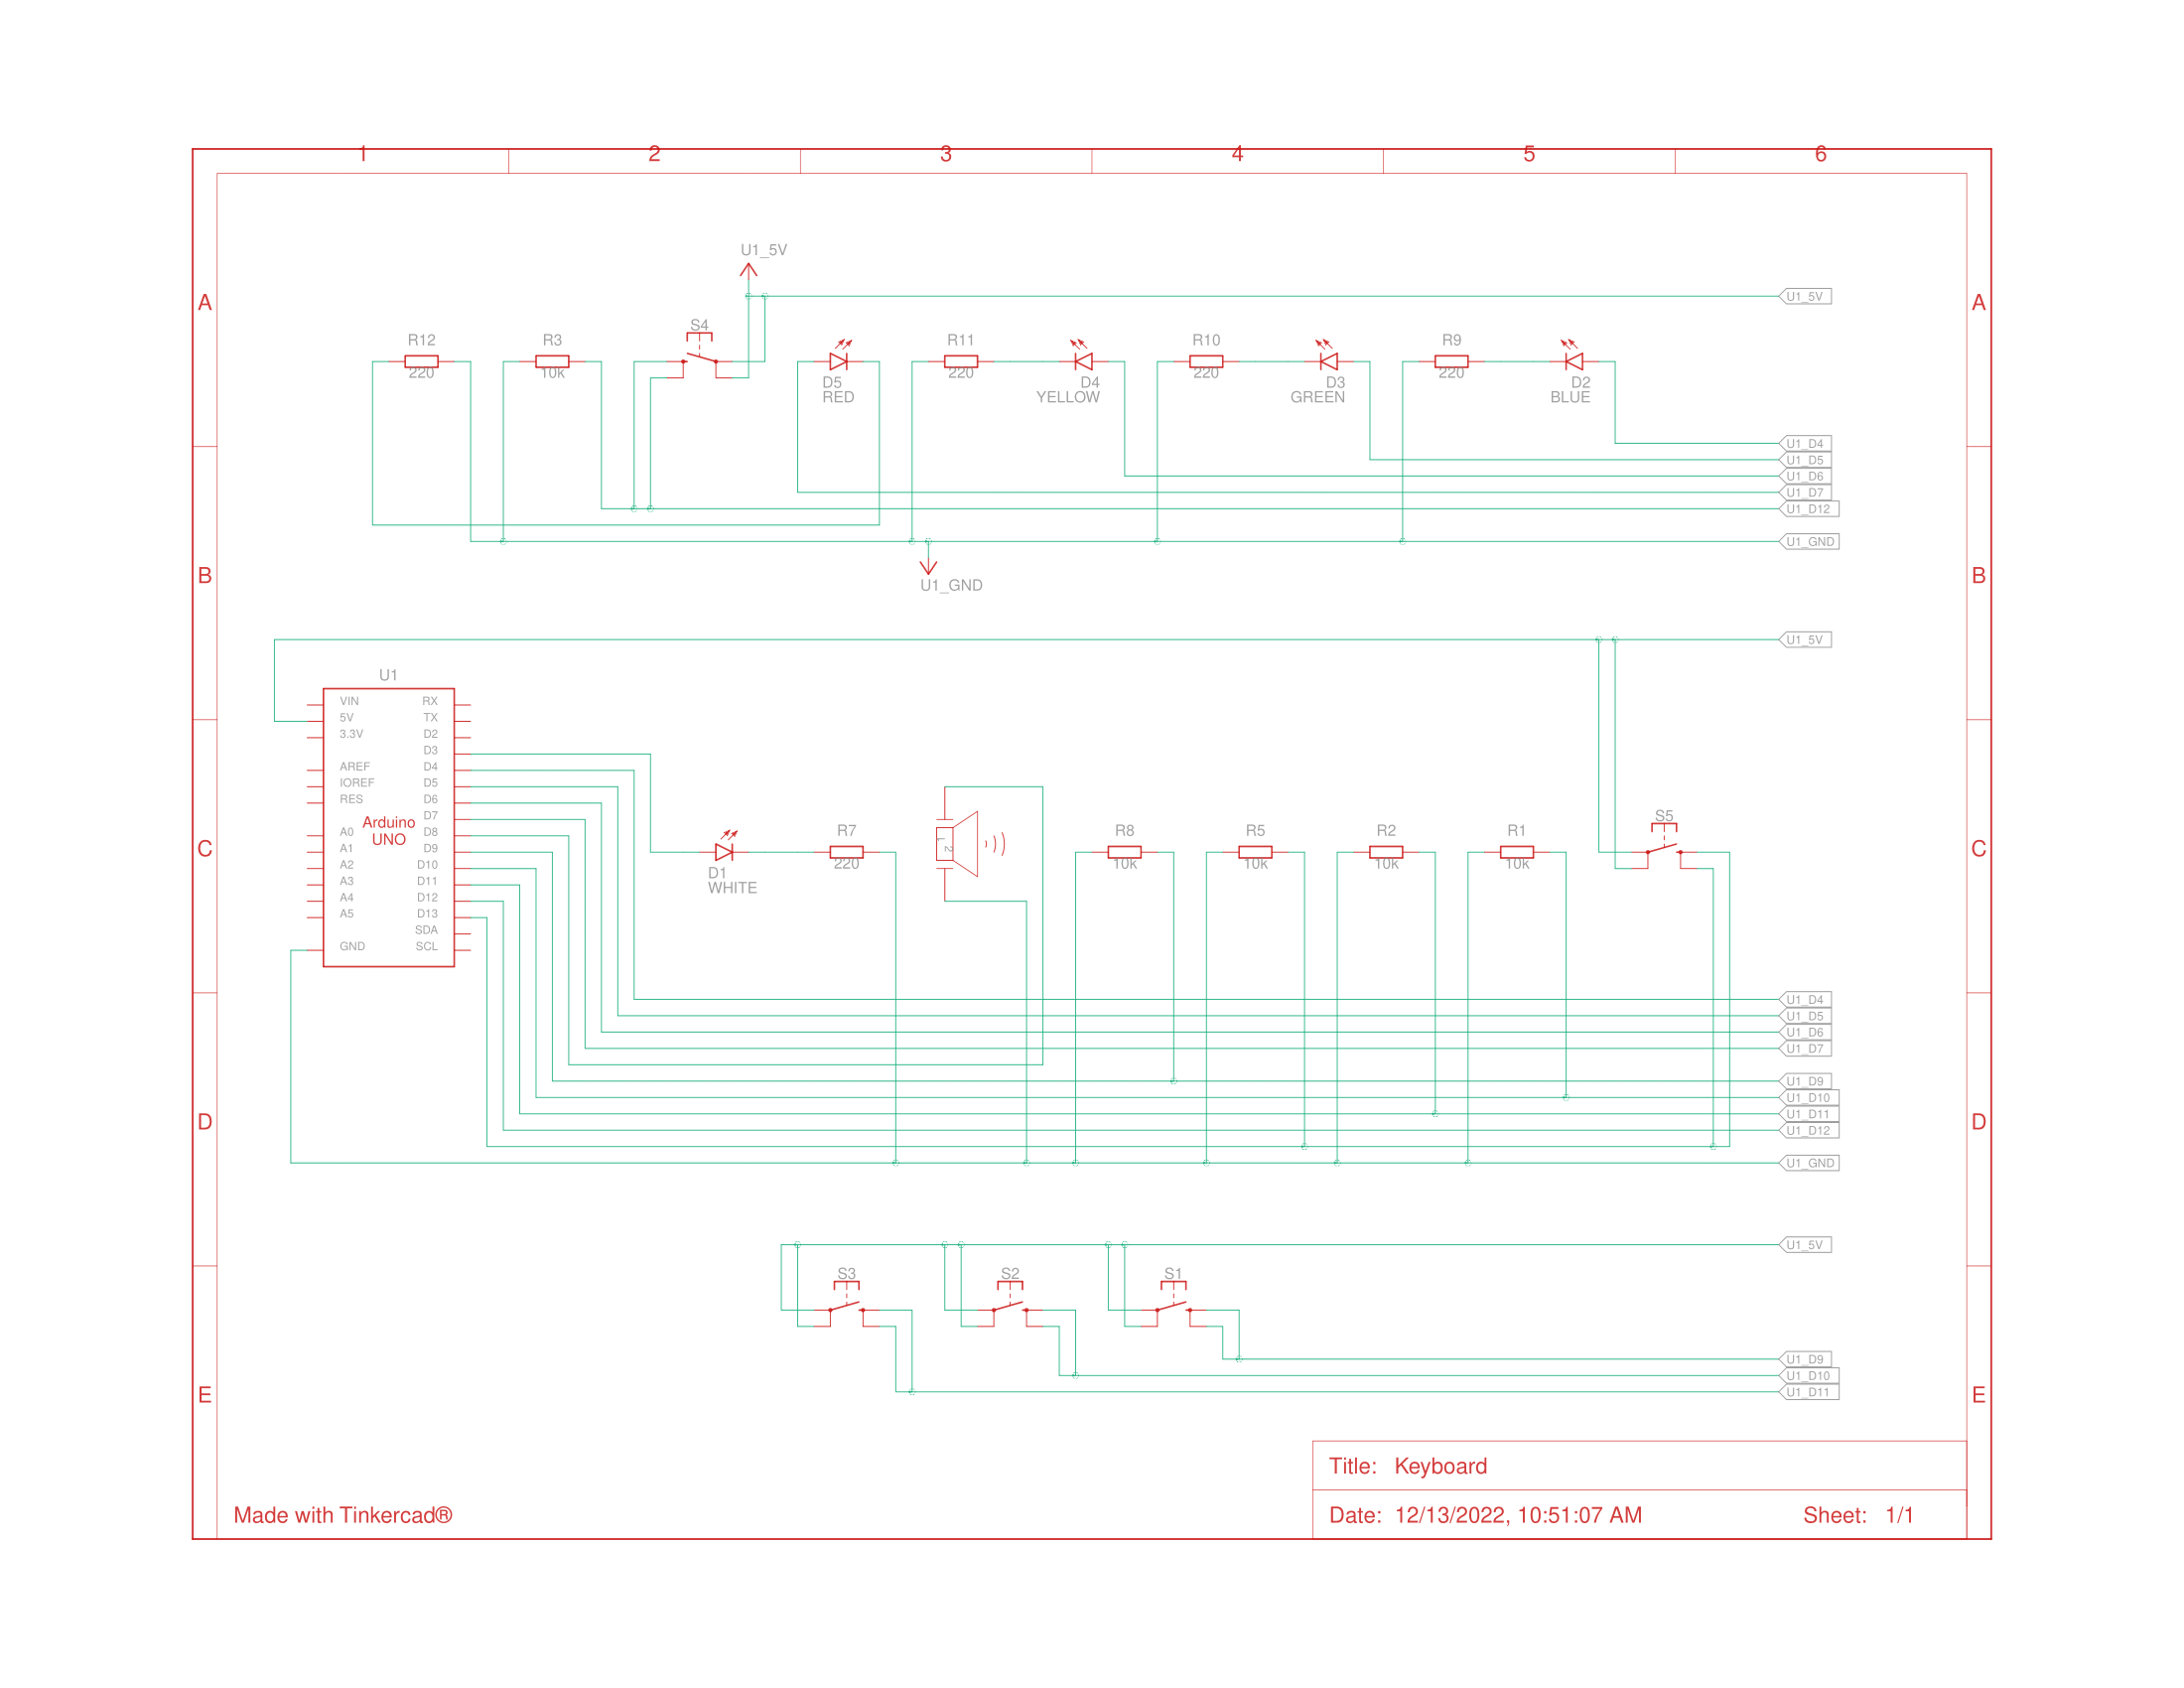 1 2 3 4 5 6
U1_5V
A U1_5V A
S4
R12 R3 R11 R10 R9
220 10k 220 220 220
D5 D4 D3 D2
RED YELLOW GREEN BLUE
U1_D4
U1_D5
U1_D6
U1_D7
U1_D12
U1_GND
B B
U1_GND
U1_5V
U1
VIN RX
5V TX
3.3V D2
D3
AREF D4
IOREF D5
RES D6
D7
Arduino
UNO
A0 D8
A1 D9
A2 D10
A3 D11
A4 D12
A5 D13
SDA
GND SCL
S5
R7 R8 R5 R2 R1
C 1 2 C
220 10k 10k 10k 10k
D1
WHITE
U1_D4
U1_D5
U1_D6
U1_D7
U1_D9
U1_D10
U1_D11
D D
U1_D12
U1_GND
U1_5V
S3 S2 S1
U1_D9
U1_D10
U1_D11
E E
Title: Keyboard
Made with Tinkercad®
Date: 12/13/2022, 10:51:07 AM Sheet: 1/1